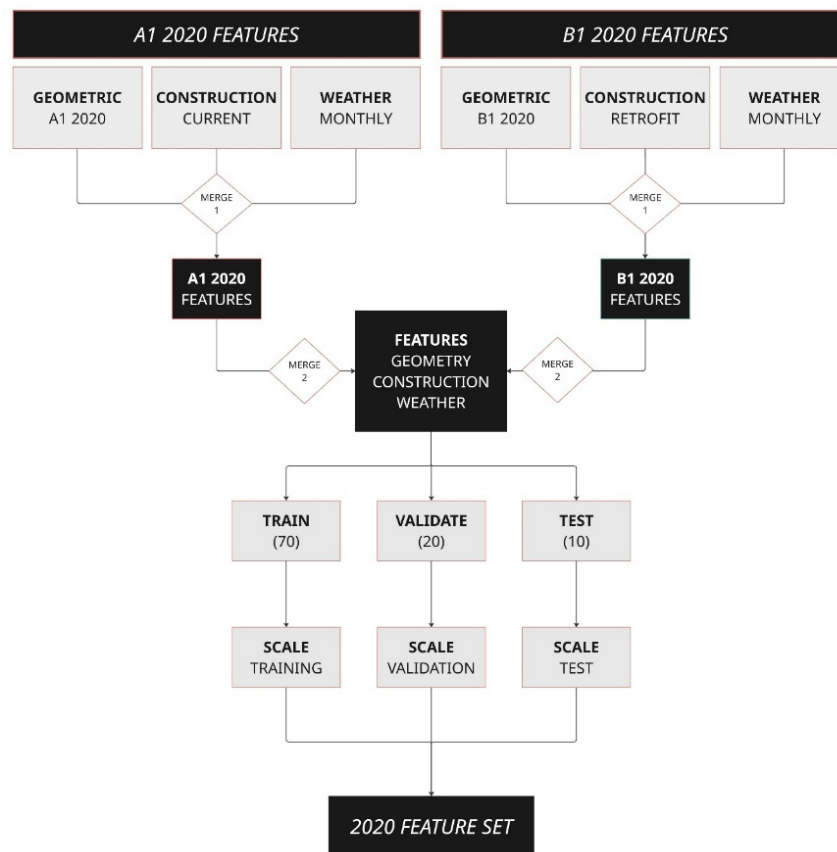 A1 2020 FEATURES
B1 2020 FEATURES
GEOMETRIC
A1 2020
CONSTRUCTION
CURRENT
WEATHER
MONTHLY
GEOMETRIC
B1 2020
CONSTRUCTION
RETROFIT
WEATHER
MONTHLY
MERGE
1
MERGE
1
A1 2020
FEATURES
B1 2020
FEATURES
MERGE
2
FEATURES
GEOMETRY
CONSTRUCTION
WEATHER
MERGE
2
TRAIN
(70)
VALIDATE
(20)
TEST
(10)
SCALE
TRAINING
SCALE
VALIDATION
SCALE
TEST
2020 FEATURE SET